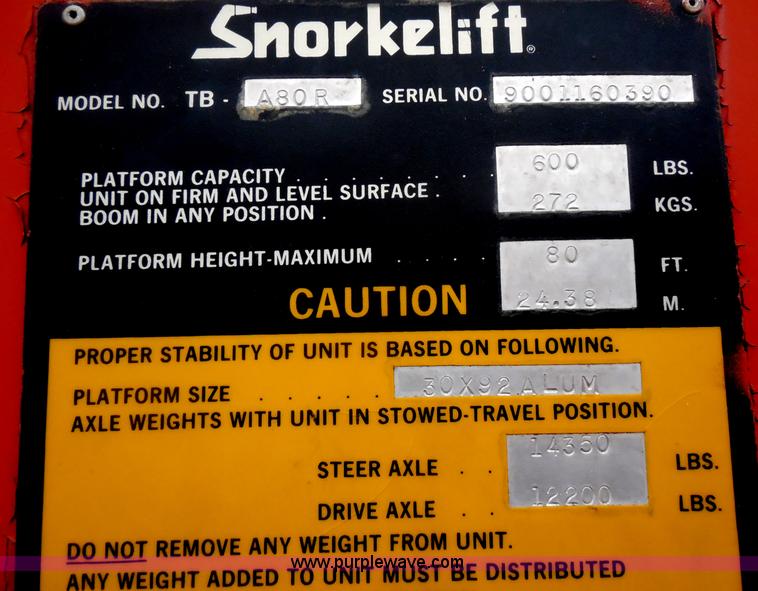 Snorkelift®
MODEL NO. TB - A80R SERIAL NO. 9001160390
PLATFORM CAPACITY . . . . . . . . 600 LBS.
UNIT ON FIRM AND LEVEL SURFACE .
BOOM IN ANY POSITION . 272 KGS.
PLATFORM HEIGHT-MAXIMUM . . . . . 80 FT.
24.38 M.
CAUTION
PROPER STABILITY OF UNIT IS BASED ON FOLLOWING.
PLATFORM SIZE . . . . . 30X92 ALUM
AXLE WEIGHTS WITH UNIT IN STOWED-TRAVEL POSITION.
STEER AXLE . . 14350 LBS.
DRIVE AXLE . . 12200 LBS.
DO NOT REMOVE ANY WEIGHT FROM UNIT.
www.purplewave.com
ANY WEIGHT ADDED TO UNIT MUST BE DISTRIBUTED